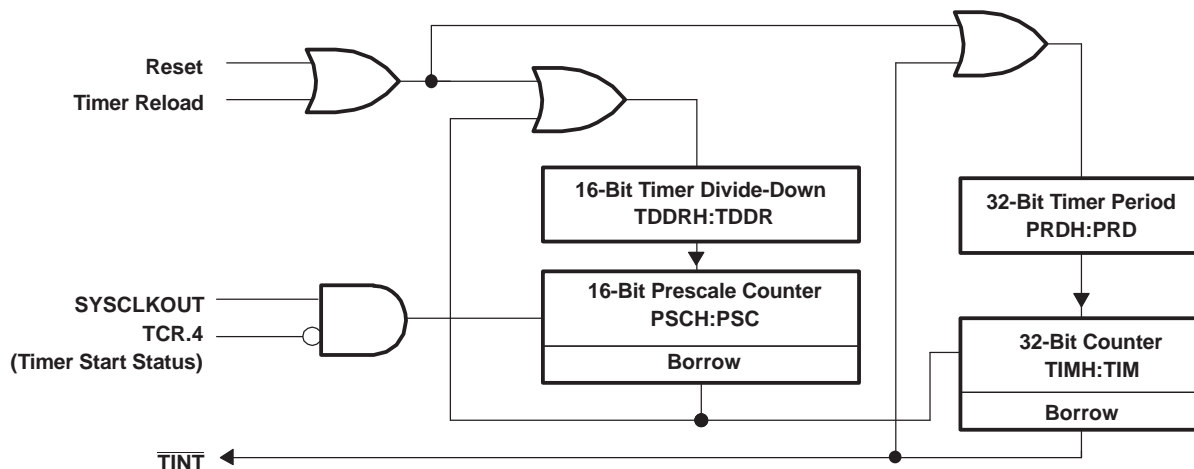 Reset
Timer Reload
16-Bit Timer Divide-Down
TDDRH:TDDR
32-Bit Timer Period
PRDH:PRD
SYSCLKOUT
TCR.4
(Timer Start Status)
16-Bit Prescale Counter
PSCH:PSC
Borrow
32-Bit Counter
TIMH:TIM
Borrow
TINT